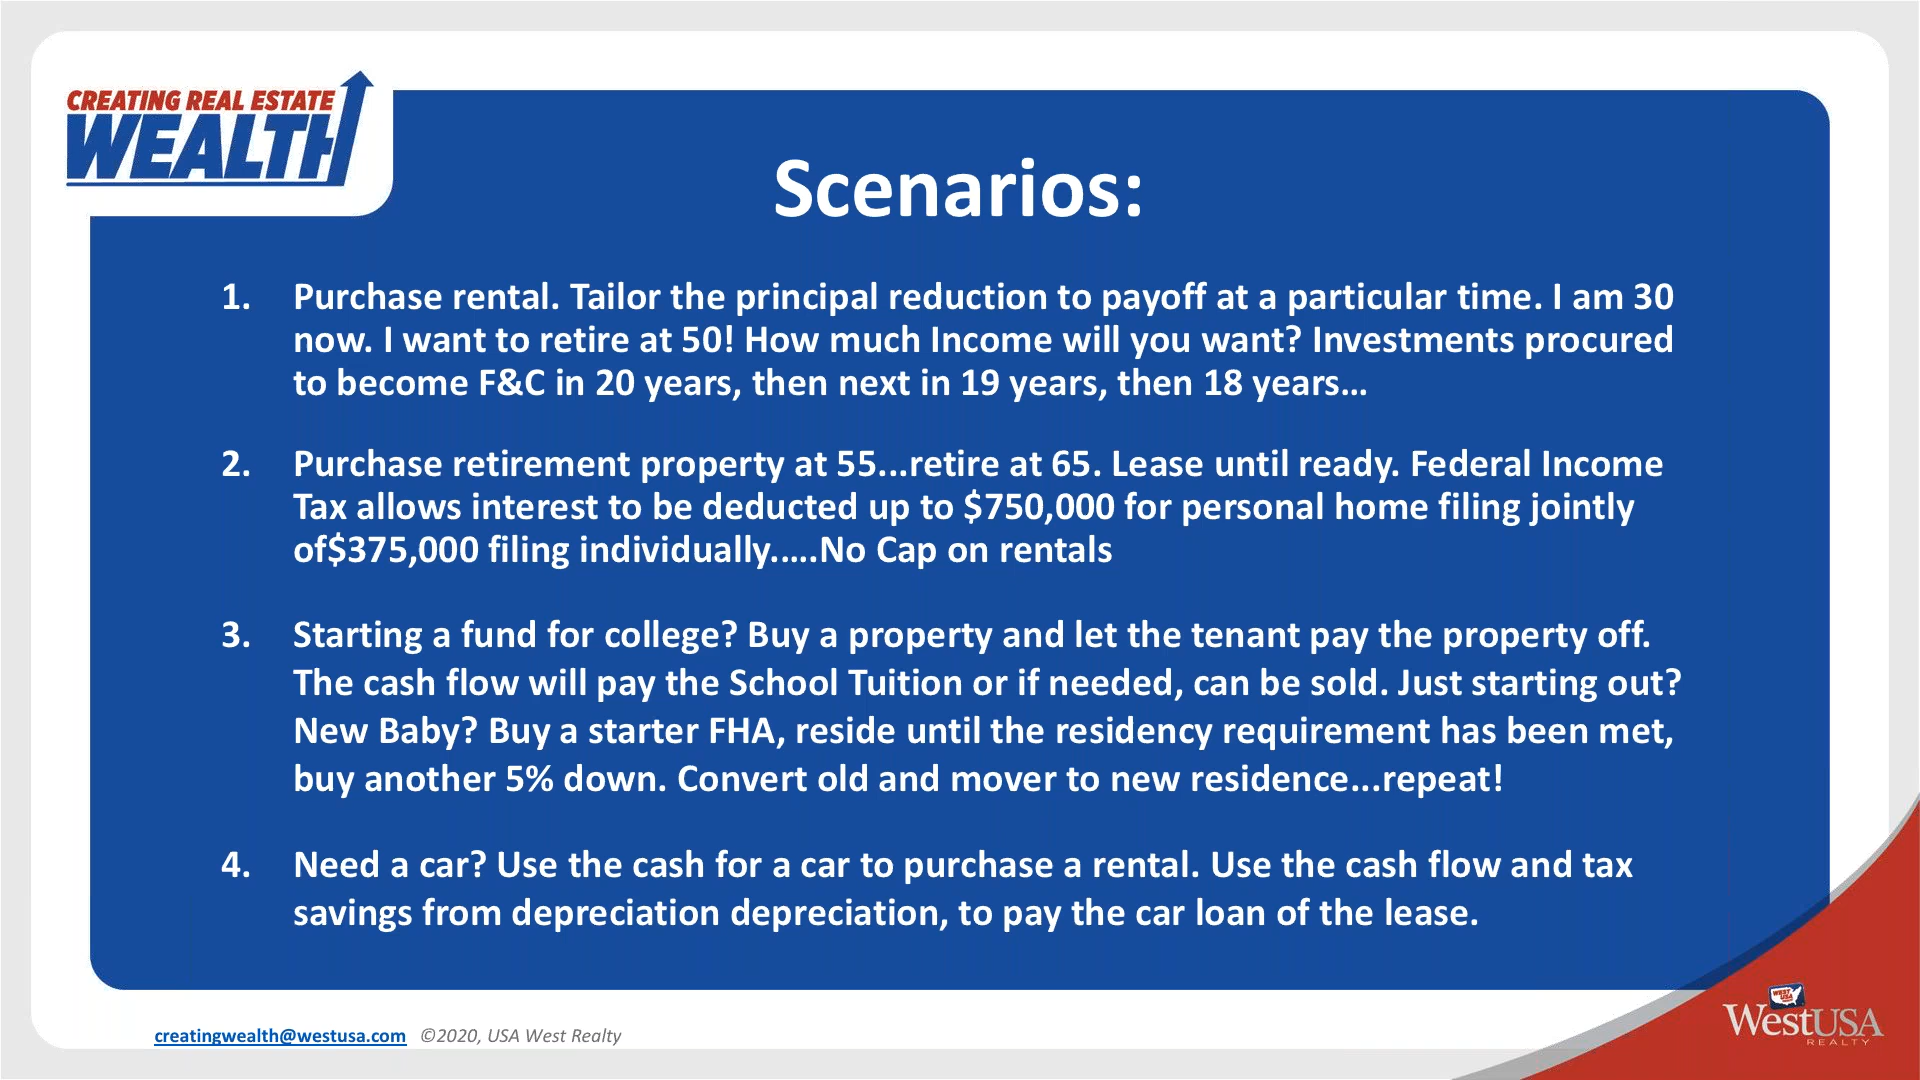 CREATING REAL ESTATE
WEALTH
Scenarios:
1. Purchase rental. Tailor the principal reduction to payoff at a particular time. I am 30
now. I want to retire at 50! How much Income will you want? Investments procured
to become F&C in 20 years, then next in 19 years, then 18 years…
2. Purchase retirement property at 55...retire at 65. Lease until ready. Federal Income
Tax allows interest to be deducted up to $750,000 for personal home filing jointly
of$375,000 filing individually.….No Cap on rentals
3. Starting a fund for college? Buy a property and let the tenant pay the property off.
The cash flow will pay the School Tuition or if needed, can be sold. Just starting out?
New Baby? Buy a starter FHA, reside until the residency requirement has been met,
buy another 5% down. Convert old and mover to new residence...repeat!
4. Need a car? Use the cash for a car to purchase a rental. Use the cash flow and tax
savings from depreciation depreciation, to pay the car loan of the lease.
creatingwealth@westusa.com ©2020, USA West Realty
WEST
USA
WestUSA
REALTY